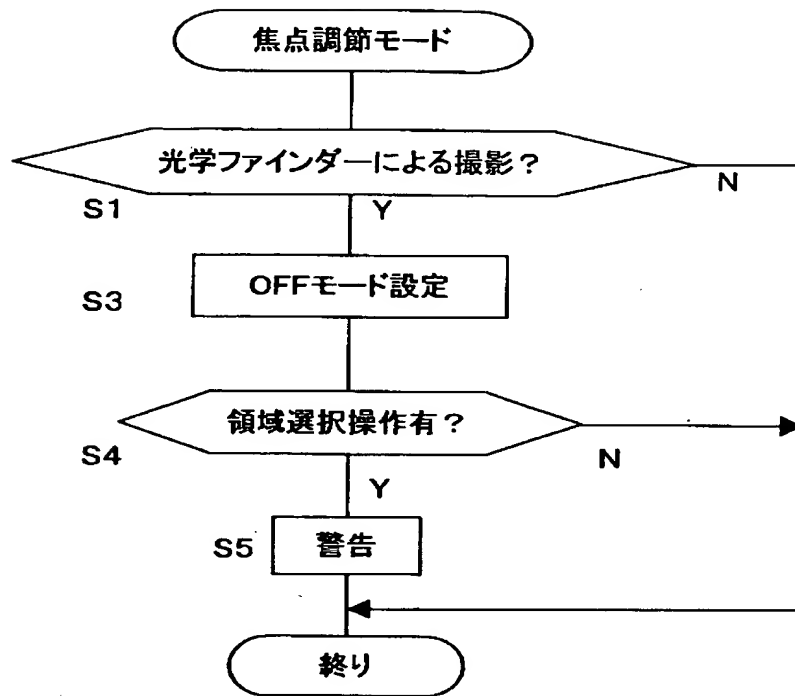 焦点調節モード
光学ファインダーによる撮影？
N
S1
Y
OFFモード設定
S3
領域選択操作有？
S4
N
Y
S5
警告
終り